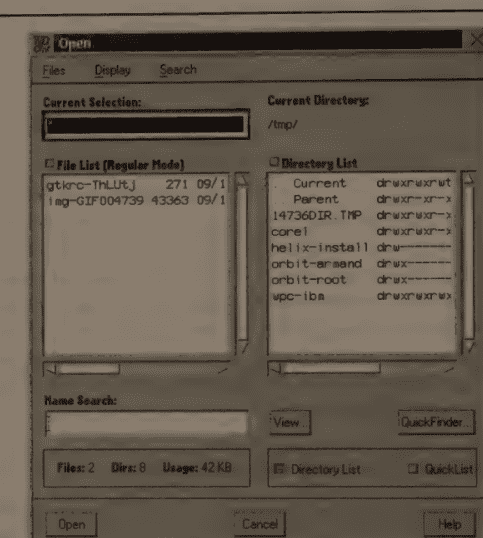 Open
Files Display Search
Current Selection:
Current Directory:
/tmp/
File List (Regular Mode)
gtkrc-ThLUtj 271 09/1
img-GIF004739 43363 09/1
Directory List
. Current drwxrwxrwt
Parent drwxr-xr-x
14736DIR.TMP drwxr-xr-x
corel drwxrwxr-x
helix-install drw------
orbit-armand drwx------
orbit-root drwx------
wpc-ibm drwxrwxrwx
Name Search:
View..
QuickFinder...
Files: 2 Dirs: 8 Usage: 42 KB
Directory List QuickList
Open Cancel Help